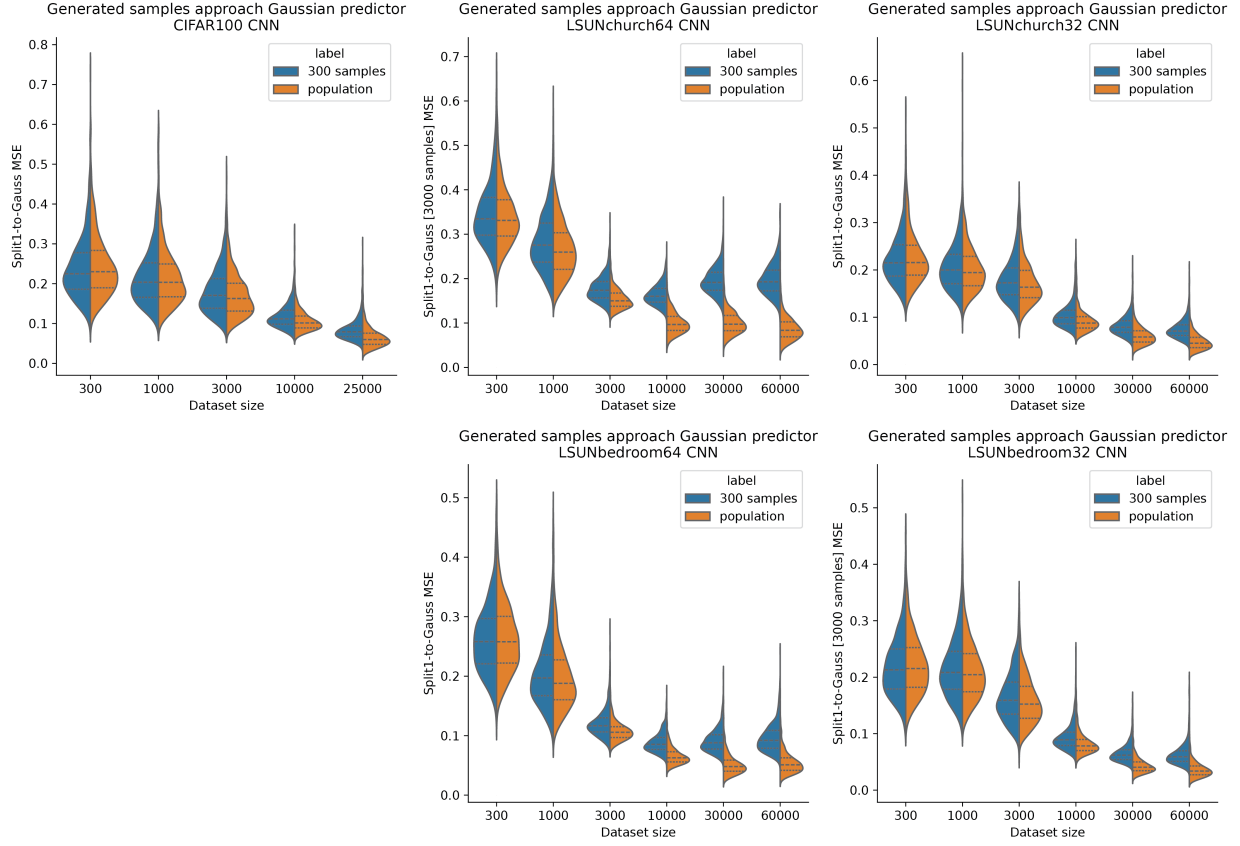 Generated samples approach Gaussian predictor
CIFAR100 CNN
0.8
0.7
0.6
0.5
0.4
0.3
0.2
0.1
0.0
Split1-to-Gauss MSE
label
300 samples
population
300 1000 3000 10000 25000
Dataset size
Generated samples approach Gaussian predictor
LSUNchurch64 CNN
0.7
0.6
0.5
0.4
0.3
0.2
0.1
0.0
Split1-to-Gauss [3000 samples] MSE
label
300 samples
population
300 1000 3000 10000 30000 60000
Dataset size
Generated samples approach Gaussian predictor
LSUNchurch32 CNN
0.6
0.5
0.4
0.3
0.2
0.1
0.0
Split1-to-Gauss MSE
label
300 samples
population
300 1000 3000 10000 30000 60000
Dataset size
Generated samples approach Gaussian predictor
LSUNbedroom64 CNN
0.5
0.4
0.3
0.2
0.1
0.0
Split1-to-Gauss MSE
label
300 samples
population
300 1000 3000 10000 30000 60000
Dataset size
Generated samples approach Gaussian predictor
LSUNbedroom32 CNN
0.5
0.4
0.3
0.2
0.1
0.0
Split1-to-Gauss [3000 samples] MSE
label
300 samples
population
300 1000 3000 10000 30000 60000
Dataset size